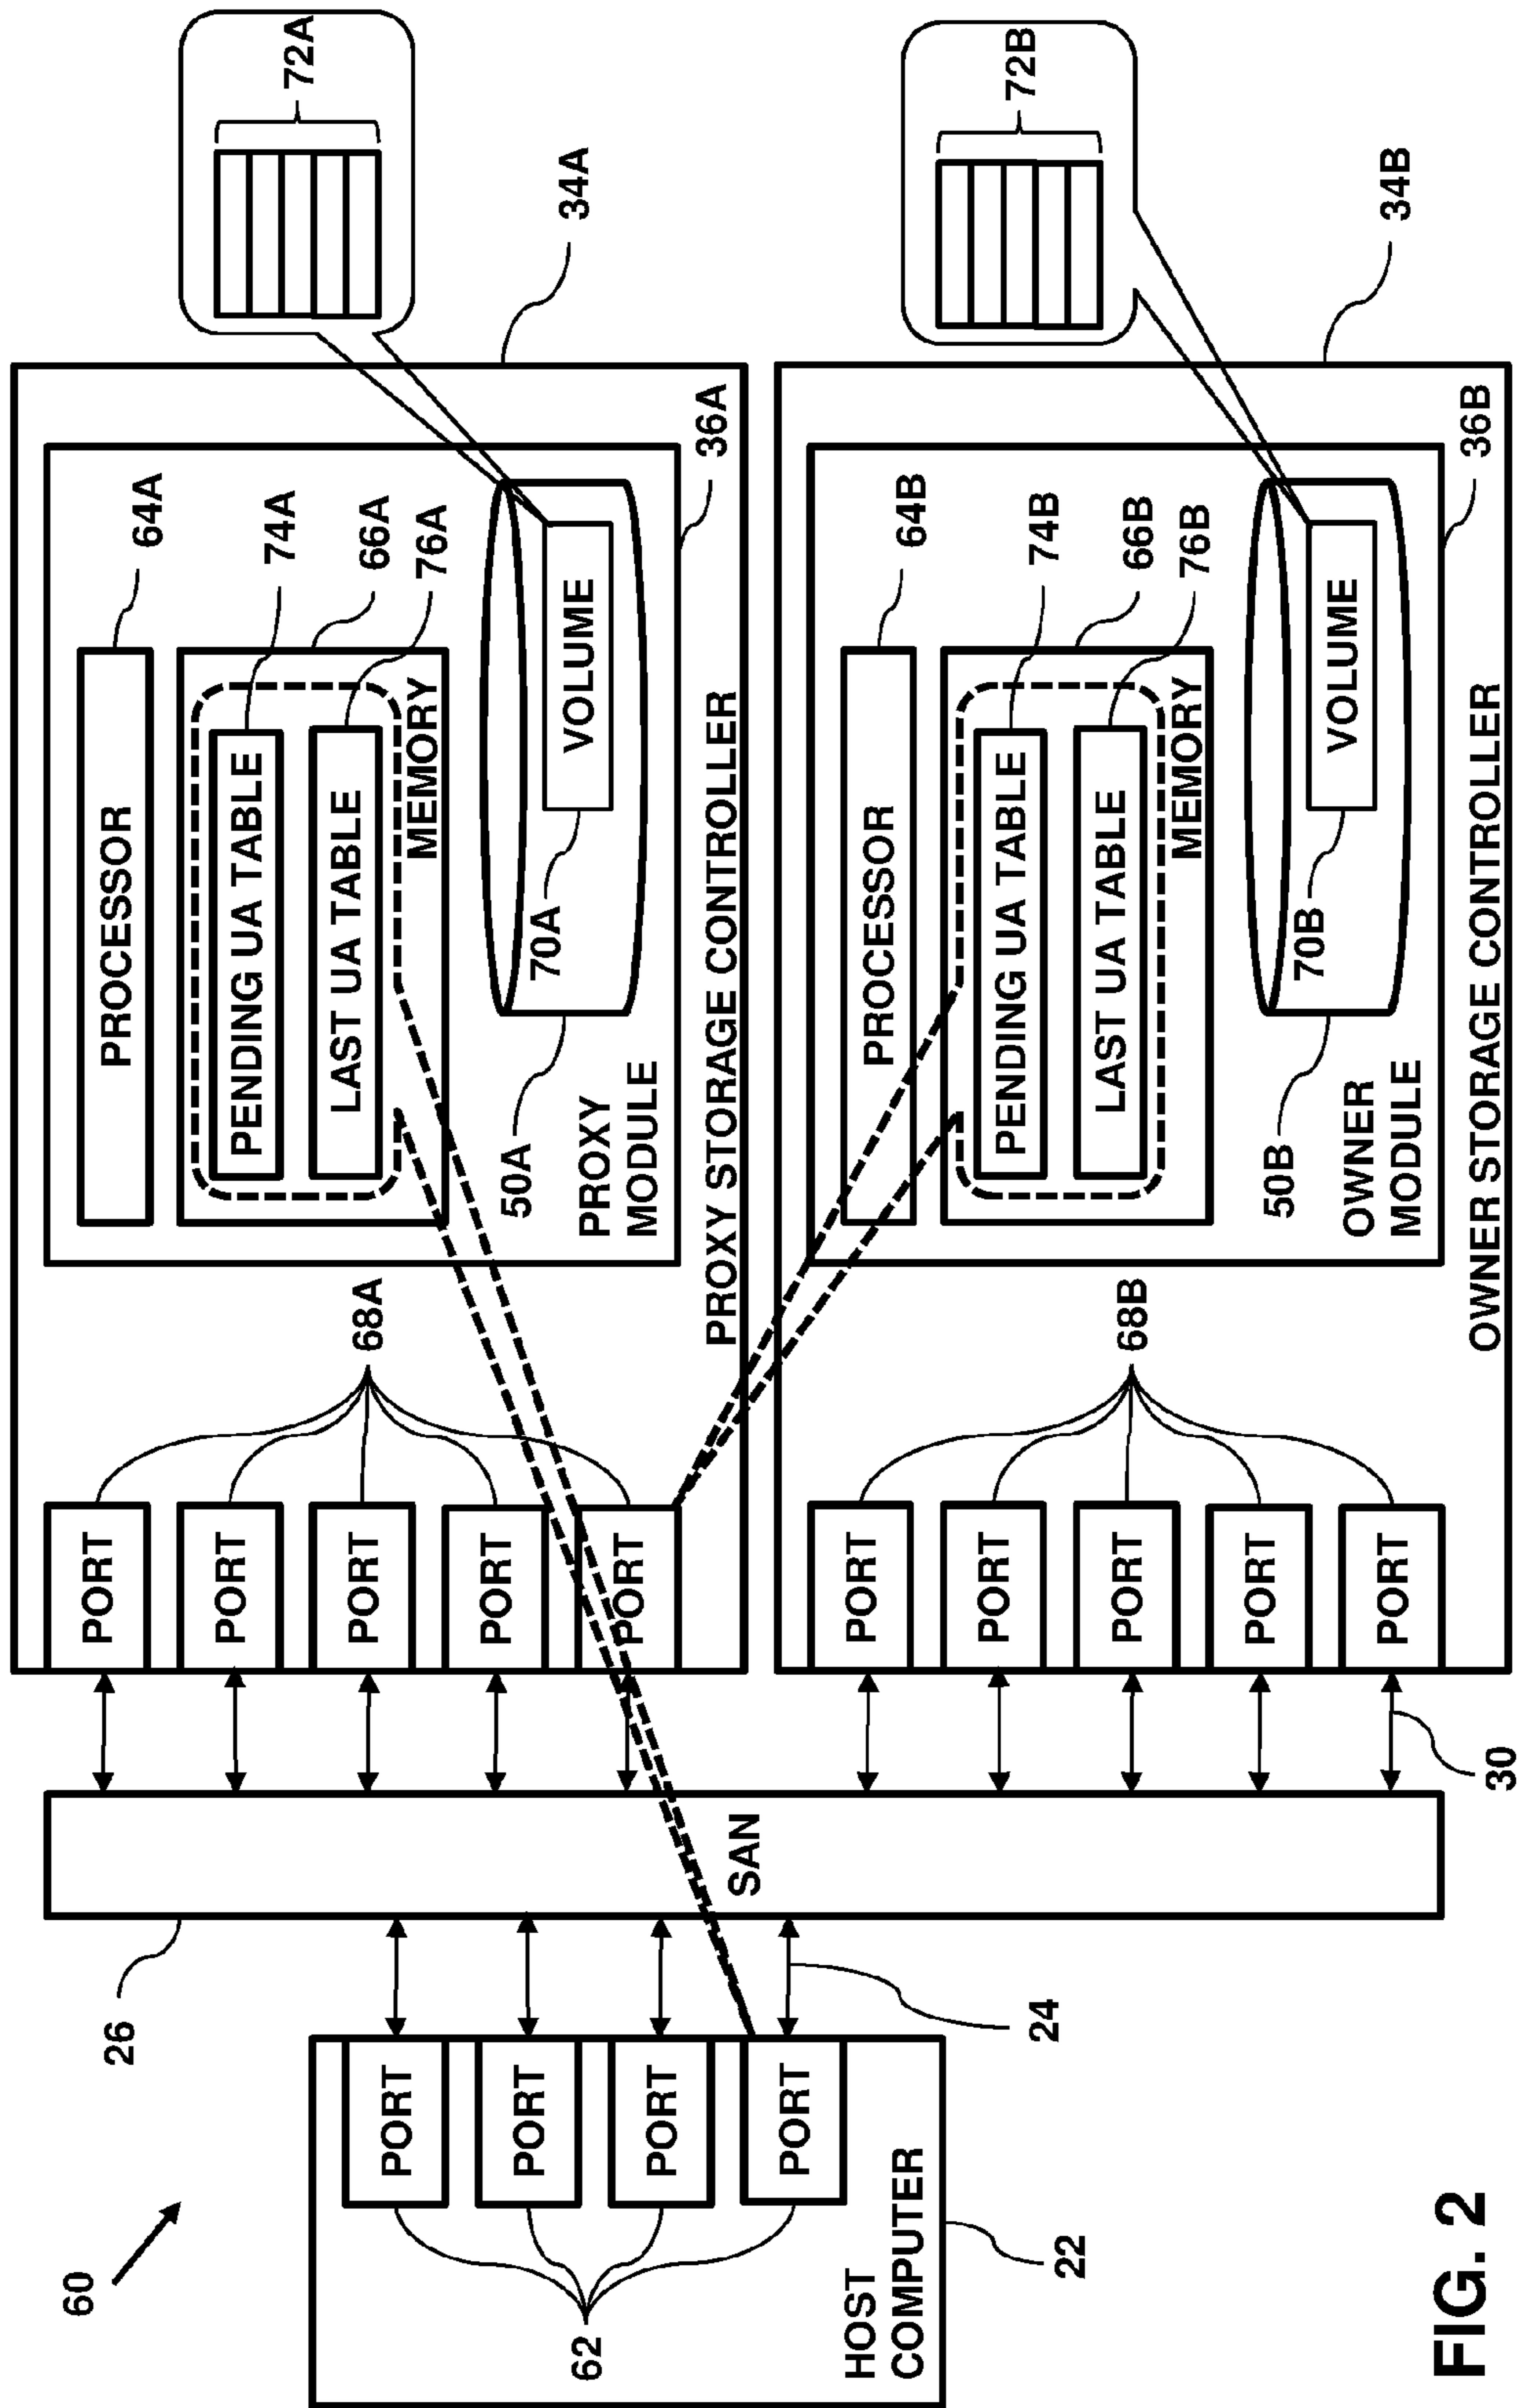 60
HOST
COMPUTER
22
62
PORT
PORT
PORT
PORT
24
26
SAN
30
PORT
PORT
PORT
PORT
PORT
68A
PROXY STORAGE CONTROLLER
34A
PROXY
MODULE
36A
PROCESSOR
64A
PENDING UA TABLE
74A
LAST UA TABLE
76A
MEMORY
66A
50A
70A
VOLUME
72A
PORT
PORT
PORT
PORT
PORT
68B
OWNER STORAGE CONTROLLER
34B
OWNER
MODULE
36B
PROCESSOR
64B
PENDING UA TABLE
74B
LAST UA TABLE
76B
MEMORY
66B
50B
70B
VOLUME
72B
FIG. 2